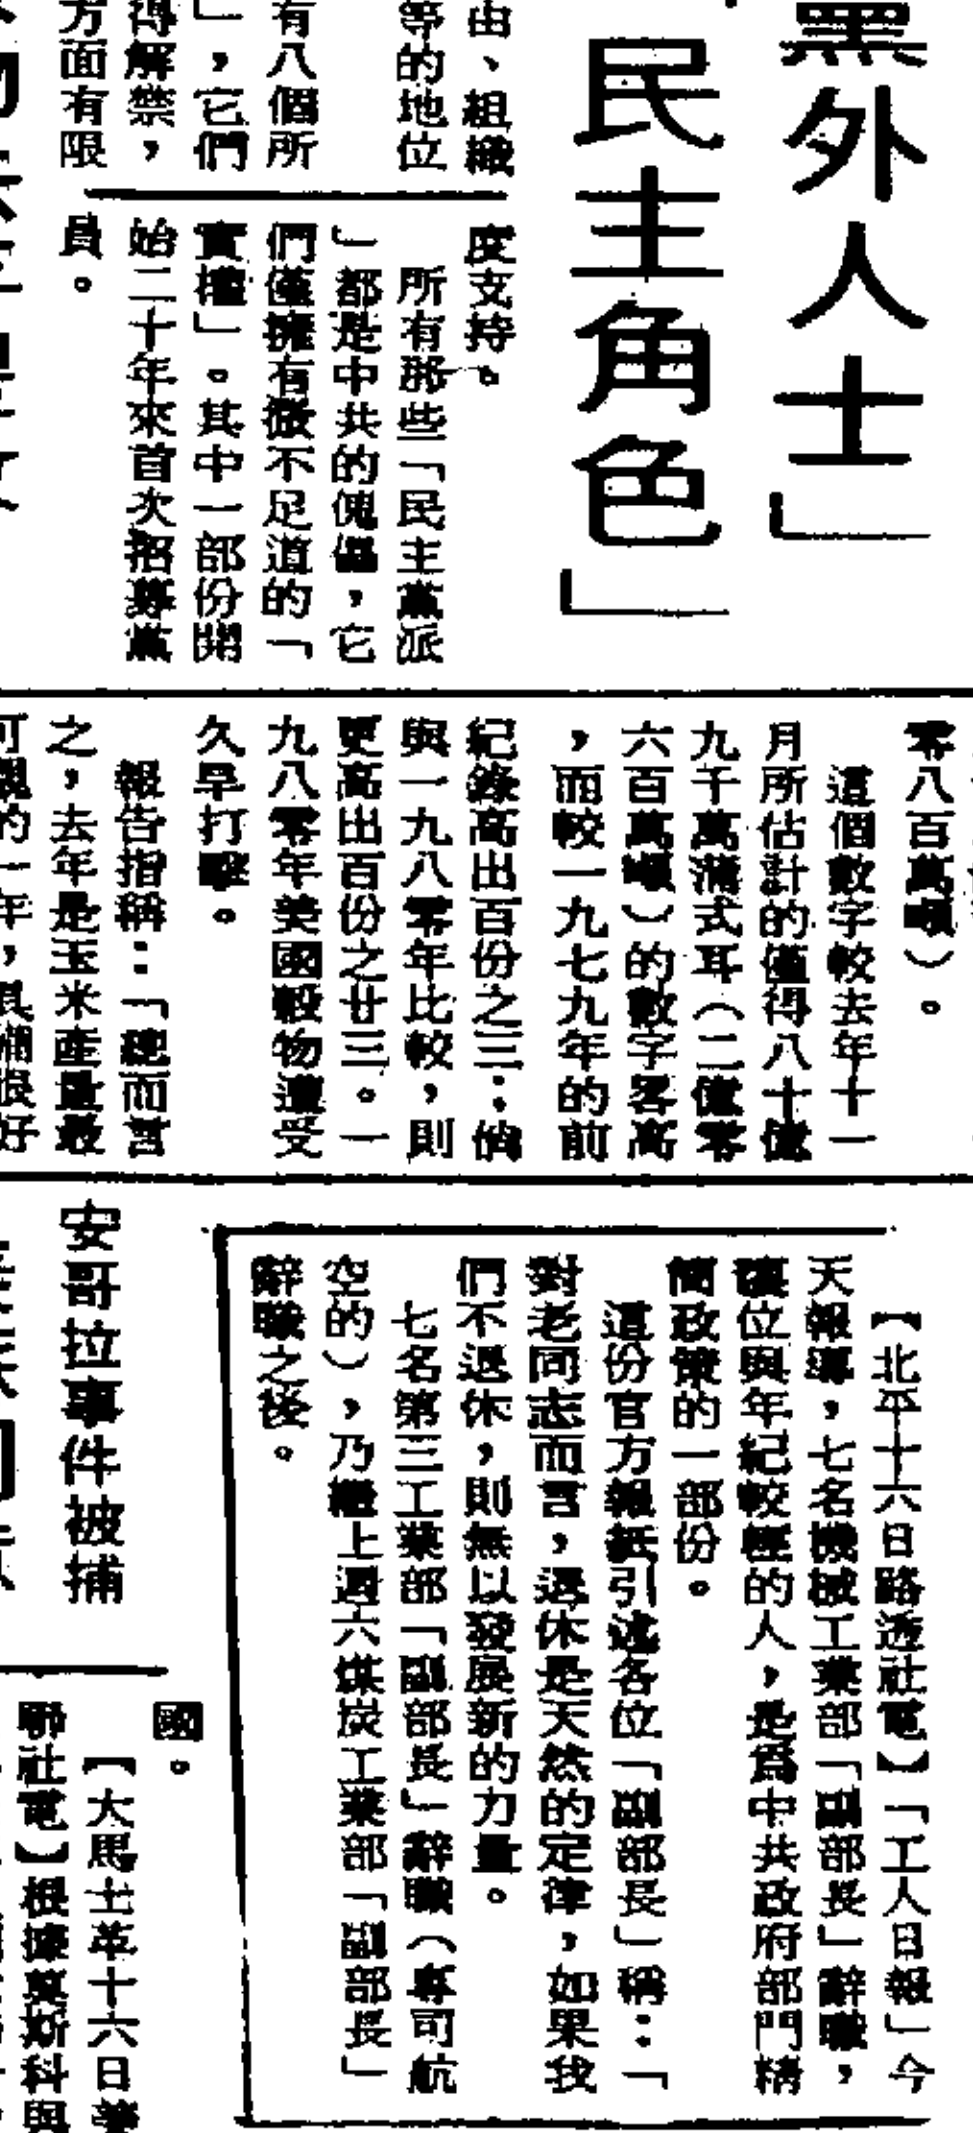 黨外人士」
民主角色」
由、組織
等的地位
有八個所
」，它們
得解禁，
方面有限
度支持。
所有那些「民主黨派
」都是中共的傀儡，它
們僅擁有微不足道的「
實權」。其中一部份開
始二十年來首次招募黨
員。
零八百萬噸）。
這個數字較去年十一
月所估計的僅得八十億
九千萬蒲式耳（二億零
六百萬噸）的數字畧高
，而較一九七九年的前
紀錄高出百份之三；倘
與一九八零年比較，則
更高出百份之廿三。一
九八零年美國穀物遭受
久旱打擊。
報告指稱：「總而言
之，去年是玉米產量最
可觀的一年，其補很好
【北平十六日路透社電】「工人日報」今
天報導，七名機械工業部「副部長」辭職，
讓位與年紀較輕的人，是爲中共政府部門精
簡政策的一部份。
這份官方報紙引述各位「副部長」稱：「
對老同志而言，退休是天然的定律，如果我
們不退休，則無以發展新的力量。
七名第三工業部「副部長」辭職（專司航
空的），乃繼上週六煤炭工業部「副部長」
辭職之後。
安哥拉事件被捕
國。
【大馬士革十六日
聯社電】根據莫斯科與